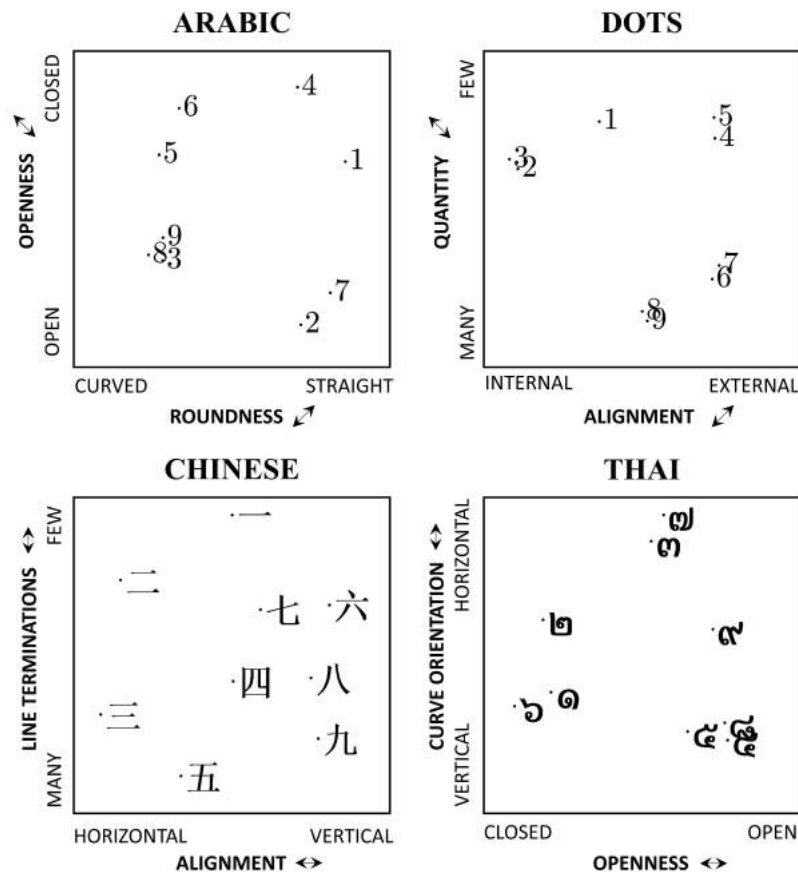 ARABIC
CLOSED
OPENNESS
OPEN
4
6
5
1
9
8
3
7
2
CURVED
STRAIGHT
ROUNDNESS
DOTS
FEW
QUANTITY
MANY
1
5
4
3
2
7
6
8
9
INTERNAL
EXTERNAL
ALIGNMENT
CHINESE
FEW
LINE TERMINATIONS
MANY
一
二
七
六
四
八
三
九
五
HORIZONTAL
VERTICAL
ALIGNMENT
THAI
HORIZONTAL
CURVE ORIENTATION
VERTICAL
๗
๓
๒
๙
๑
๖
๔
CLOSED
OPEN
OPENNESS